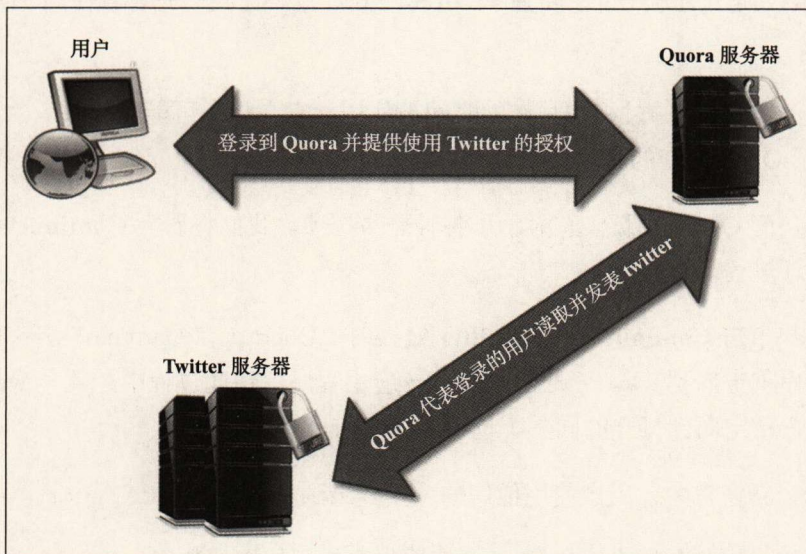 用户
Quora 服务器
登录到 Quora 并提供使用 Twitter 的授权
Quora 代表登录的用户读取并发表 twitter
Twitter 服务器